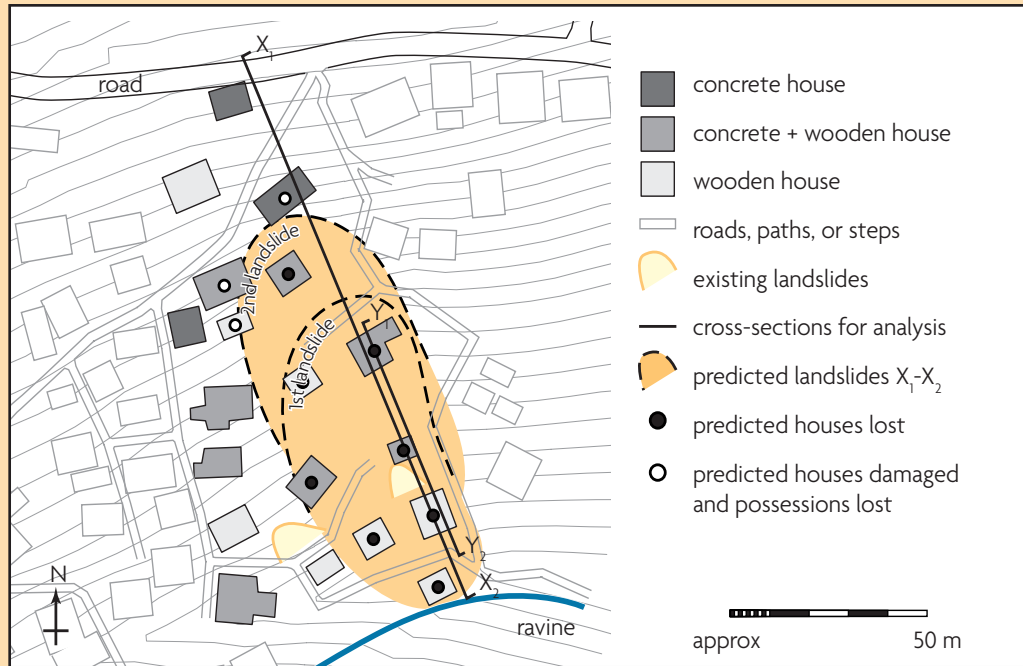 X1
road
2nd landslide
1st landslide
Y1
Y2
X2
N
ravine
concrete house
concrete + wooden house
wooden house
roads, paths, or steps
existing landslides
cross-sections for analysis
predicted landslides X1-X2
predicted houses lost
predicted houses damaged
and possessions lost
approx 50 m